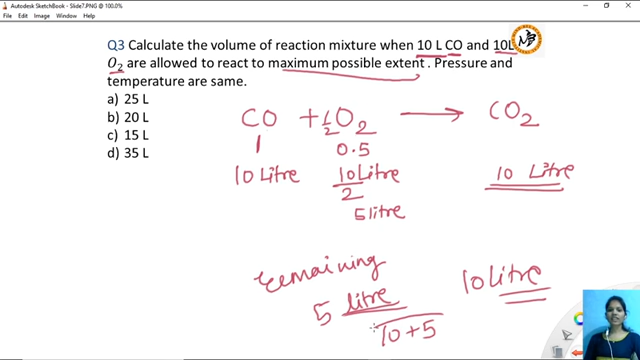 Autodesk SketchBook - Slide7.PNG @ 100.0%
File Edit Image Window Help
Q3 Calculate the volume of reaction mixture when 10 L CO and 10L
O₂ are allowed to react to maximum possible extent . Pressure and
temperature are same.
a) 25 L
b) 20 L
c) 15 L
d) 35 L
CO + ½O₂ ⟶ CO₂
1 0.5
10 Litre 10 Litre 10 Litre
2
5 litre
remaining
5 litre 10 litre
10 + 5